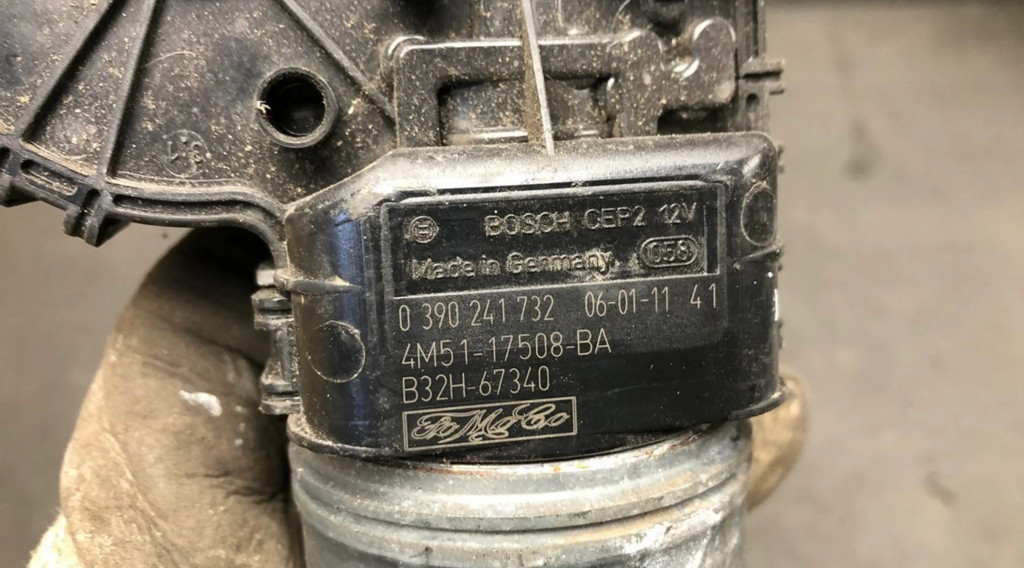 BOSCH CEP2 12V
Made in Germany 058
0 390 241 732 06-01-11 41
4M51-17508-BA
B32H-67340
FoMoCo